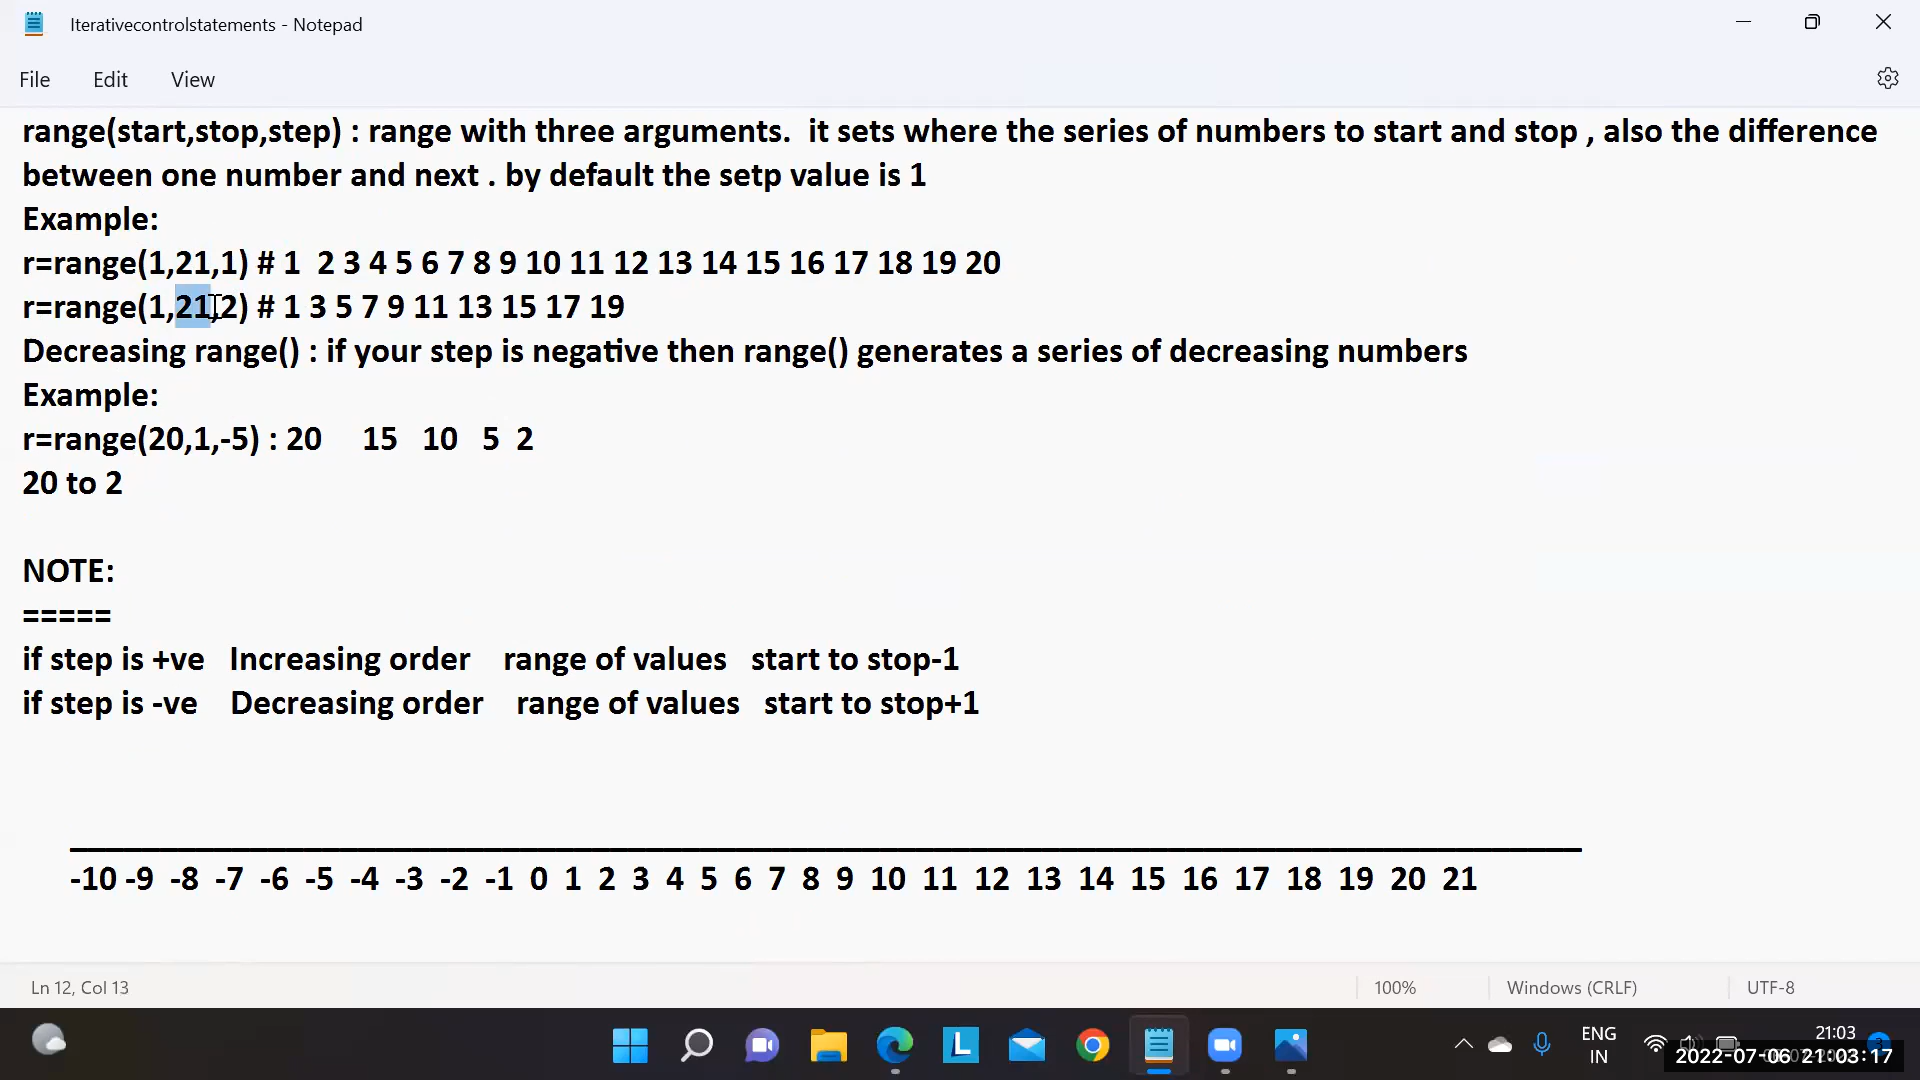 Iterativecontrolstatements - Notepad
File Edit View
range(start,stop,step) : range with three arguments.  it sets where the series of numbers to start and stop , also the difference
between one number and next . by default the setp value is 1
Example:
r=range(1,21,1) # 1  2 3 4 5 6 7 8 9 10 11 12 13 14 15 16 17 18 19 20
r=range(1,21,2) # 1 3 5 7 9 11 13 15 17 19
Decreasing range() : if your step is negative then range() generates a series of decreasing numbers
Example:
r=range(20,1,-5) : 20     15   10   5  2
20 to 2
NOTE:
=====
if step is +ve   Increasing order    range of values   start to stop-1
if step is -ve    Decreasing order    range of values   start to stop+1
-10 -9  -8  -7  -6  -5  -4  -3  -2  -1  0  1  2  3  4  5  6  7  8  9  10  11  12  13  14  15  16  17  18  19  20  21
Ln 12, Col 13 100% Windows (CRLF) UTF-8
L ENG 21:03
IN 2022-07-06 21:03:17